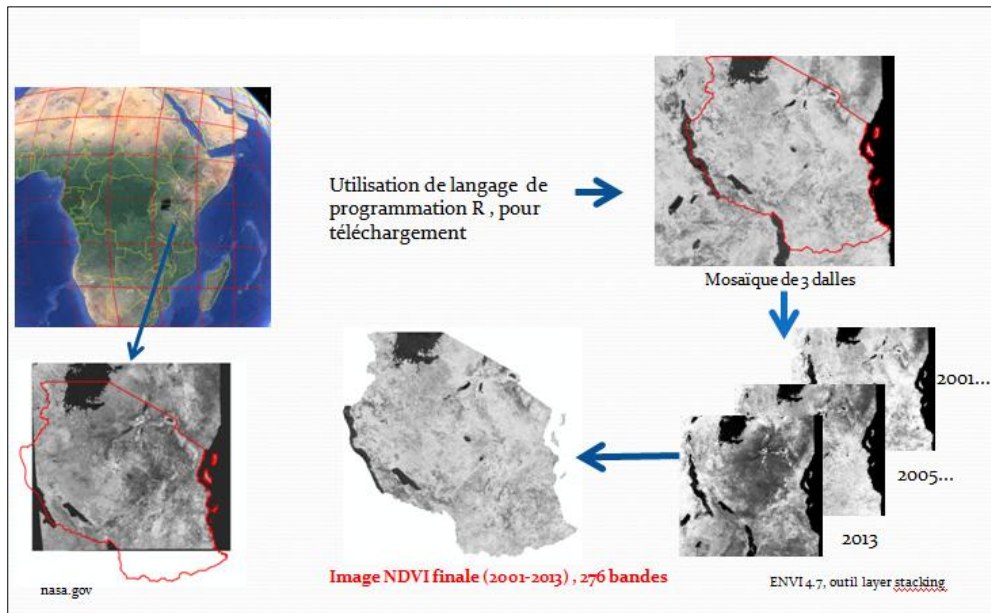 Utilisation de langage de
programmation R , pour
téléchargement
Mosaïque de 3 dalles
2001...
2005...
2013
ENVI 4.7, outil layer stacking
Image NDVI finale (2001-2013) , 276 bandes
nasa.gov